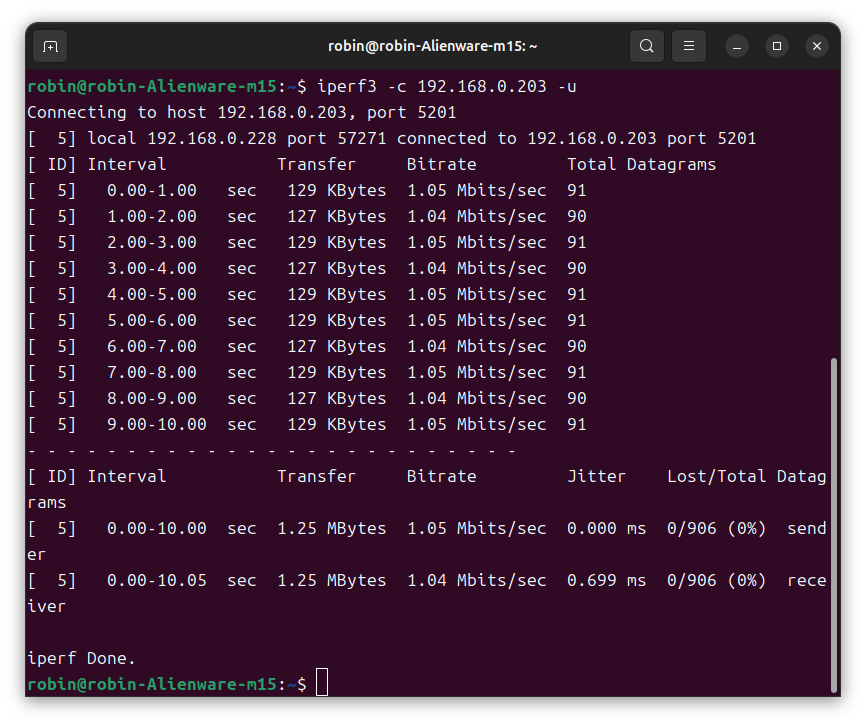 robin@robin-Alienware-m15: ~
robin@robin-Alienware-m15:~$ iperf3 -c 192.168.0.203 -u
Connecting to host 192.168.0.203, port 5201
[  5] local 192.168.0.228 port 57271 connected to 192.168.0.203 port 5201
[ ID] Interval           Transfer     Bitrate         Total Datagrams
[  5]   0.00-1.00   sec   129 KBytes  1.05 Mbits/sec  91
[  5]   1.00-2.00   sec   127 KBytes  1.04 Mbits/sec  90
[  5]   2.00-3.00   sec   129 KBytes  1.05 Mbits/sec  91
[  5]   3.00-4.00   sec   127 KBytes  1.04 Mbits/sec  90
[  5]   4.00-5.00   sec   129 KBytes  1.05 Mbits/sec  91
[  5]   5.00-6.00   sec   129 KBytes  1.05 Mbits/sec  91
[  5]   6.00-7.00   sec   127 KBytes  1.04 Mbits/sec  90
[  5]   7.00-8.00   sec   129 KBytes  1.05 Mbits/sec  91
[  5]   8.00-9.00   sec   127 KBytes  1.04 Mbits/sec  90
[  5]   9.00-10.00  sec   129 KBytes  1.05 Mbits/sec  91
- - - - - - - - - - - - - - - - - - - - - - - - -
[ ID] Interval           Transfer     Bitrate         Jitter    Lost/Total Datag
rams
[  5]   0.00-10.00  sec  1.25 MBytes  1.05 Mbits/sec  0.000 ms  0/906 (0%)  send
er
[  5]   0.00-10.05  sec  1.25 MBytes  1.04 Mbits/sec  0.699 ms  0/906 (0%)  rece
iver

iperf Done.
robin@robin-Alienware-m15:~$